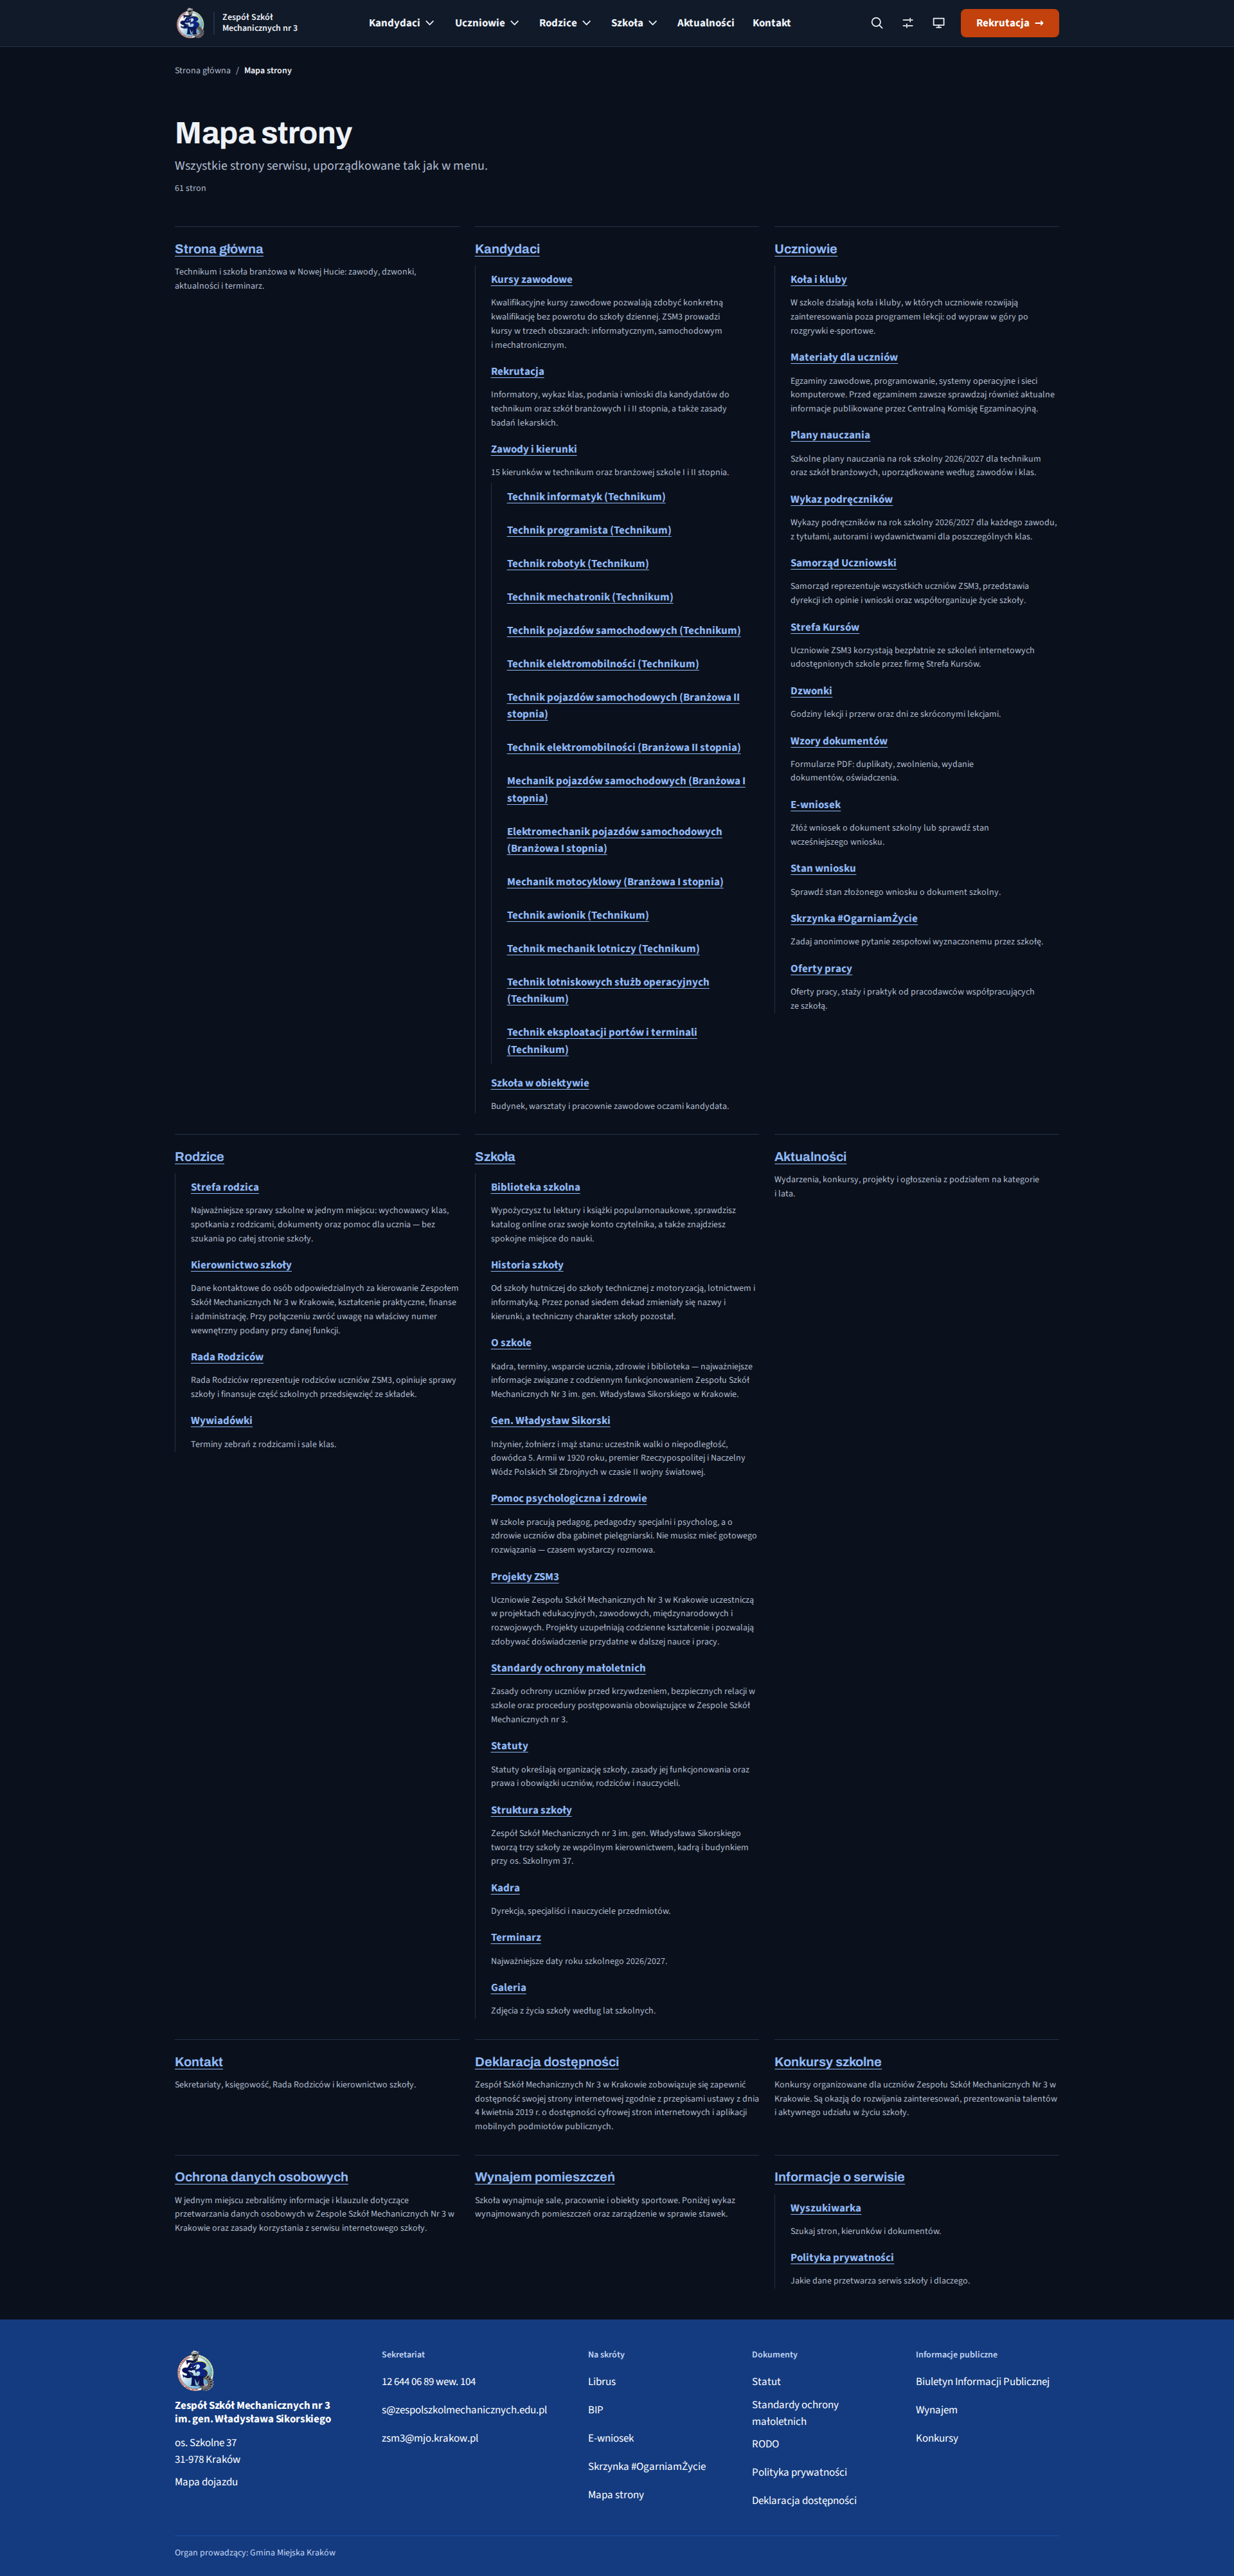 Zespół Szkół
Mechanicznych nr 3
Kandydaci
Uczniowie
Rodzice
Szkoła
Aktualności
Kontakt
Rekrutacja →
Strona główna / Mapa strony
Mapa strony
Wszystkie strony serwisu, uporządkowane tak jak w menu.
61 stron
Strona główna
Technikum i szkoła branżowa w Nowej Hucie: zawody, dzwonki,
aktualności i terminarz.
Kandydaci
Kursy zawodowe
Kwalifikacyjne kursy zawodowe pozwalają zdobyć konkretną
kwalifikację bez powrotu do szkoły dziennej. ZSM3 prowadzi
kursy w trzech obszarach: informatycznym, samochodowym
i mechatronicznym.
Rekrutacja
Informatory, wykaz klas, podania i wnioski dla kandydatów do
technikum oraz szkół branżowych I i II stopnia, a także zasady
badań lekarskich.
Zawody i kierunki
15 kierunków w technikum oraz branżowej szkole I i II stopnia.
Technik informatyk (Technikum)
Technik programista (Technikum)
Technik robotyk (Technikum)
Technik mechatronik (Technikum)
Technik pojazdów samochodowych (Technikum)
Technik elektromobilności (Technikum)
Technik pojazdów samochodowych (Branżowa II
stopnia)
Technik elektromobilności (Branżowa II stopnia)
Mechanik pojazdów samochodowych (Branżowa I
stopnia)
Elektromechanik pojazdów samochodowych
(Branżowa I stopnia)
Mechanik motocyklowy (Branżowa I stopnia)
Technik awionik (Technikum)
Technik mechanik lotniczy (Technikum)
Technik lotniskowych służb operacyjnych
(Technikum)
Technik eksploatacji portów i terminali
(Technikum)
Szkoła w obiektywie
Budynek, warsztaty i pracownie zawodowe oczami kandydata.
Uczniowie
Koła i kluby
W szkole działają koła i kluby, w których uczniowie rozwijają
zainteresowania poza programem lekcji: od wypraw w góry po
rozgrywki e-sportowe.
Materiały dla uczniów
Egzaminy zawodowe, programowanie, systemy operacyjne i sieci
komputerowe. Przed egzaminem zawsze sprawdzaj również aktualne
informacje publikowane przez Centralną Komisję Egzaminacyjną.
Plany nauczania
Szkolne plany nauczania na rok szkolny 2026/2027 dla technikum
oraz szkół branżowych, uporządkowane według zawodów i klas.
Wykaz podręczników
Wykazy podręczników na rok szkolny 2026/2027 dla każdego zawodu,
z tytułami, autorami i wydawnictwami dla poszczególnych klas.
Samorząd Uczniowski
Samorząd reprezentuje wszystkich uczniów ZSM3, przedstawia
dyrekcji ich opinie i wnioski oraz współorganizuje życie szkoły.
Strefa Kursów
Uczniowie ZSM3 korzystają bezpłatnie ze szkoleń internetowych
udostępnionych szkole przez firmę Strefa Kursów.
Dzwonki
Godziny lekcji i przerw oraz dni ze skróconymi lekcjami.
Wzory dokumentów
Formularze PDF: duplikaty, zwolnienia, wydanie
dokumentów, oświadczenia.
E-wniosek
Złóż wniosek o dokument szkolny lub sprawdź stan
wcześniejszego wniosku.
Stan wniosku
Sprawdź stan złożonego wniosku o dokument szkolny.
Skrzynka #OgarniamŻycie
Zadaj anonimowe pytanie zespołowi wyznaczonemu przez szkołę.
Oferty pracy
Oferty pracy, staży i praktyk od pracodawców współpracujących
ze szkołą.
Rodzice
Strefa rodzica
Najważniejsze sprawy szkolne w jednym miejscu: wychowawcy klas,
spotkania z rodzicami, dokumenty oraz pomoc dla ucznia — bez
szukania po całej stronie szkoły.
Kierownictwo szkoły
Dane kontaktowe do osób odpowiedzialnych za kierowanie Zespołem
Szkół Mechanicznych Nr 3 w Krakowie, kształcenie praktyczne, finanse
i administrację. Przy połączeniu zwróć uwagę na właściwy numer
wewnętrzny podany przy danej funkcji.
Rada Rodziców
Rada Rodziców reprezentuje rodziców uczniów ZSM3, opiniuje sprawy
szkoły i finansuje część szkolnych przedsięwzięć ze składek.
Wywiadówki
Terminy zebrań z rodzicami i sale klas.
Szkoła
Biblioteka szkolna
Wypożyczysz tu lektury i książki popularnonaukowe, sprawdzisz
katalog online oraz swoje konto czytelnika, a także znajdziesz
spokojne miejsce do nauki.
Historia szkoły
Od szkoły hutniczej do szkoły technicznej z motoryzacją, lotnictwem i
informatyką. Przez ponad siedem dekad zmieniały się nazwy i
kierunki, a techniczny charakter szkoły pozostał.
O szkole
Kadra, terminy, wsparcie ucznia, zdrowie i biblioteka — najważniejsze
informacje związane z codziennym funkcjonowaniem Zespołu Szkół
Mechanicznych Nr 3 im. gen. Władysława Sikorskiego w Krakowie.
Gen. Władysław Sikorski
Inżynier, żołnierz i mąż stanu: uczestnik walki o niepodległość,
dowódca 5. Armii w 1920 roku, premier Rzeczypospolitej i Naczelny
Wódz Polskich Sił Zbrojnych w czasie II wojny światowej.
Pomoc psychologiczna i zdrowie
W szkole pracują pedagog, pedagodzy specjalni i psycholog, a o
zdrowie uczniów dba gabinet pielęgniarski. Nie musisz mieć gotowego
rozwiązania — czasem wystarczy rozmowa.
Projekty ZSM3
Uczniowie Zespołu Szkół Mechanicznych Nr 3 w Krakowie uczestniczą
w projektach edukacyjnych, zawodowych, międzynarodowych i
rozwojowych. Projekty uzupełniają codzienne kształcenie i pozwalają
zdobywać doświadczenie przydatne w dalszej nauce i pracy.
Standardy ochrony małoletnich
Zasady ochrony uczniów przed krzywdzeniem, bezpiecznych relacji w
szkole oraz procedury postępowania obowiązujące w Zespole Szkół
Mechanicznych nr 3.
Statuty
Statuty określają organizację szkoły, zasady jej funkcjonowania oraz
prawa i obowiązki uczniów, rodziców i nauczycieli.
Struktura szkoły
Zespół Szkół Mechanicznych nr 3 im. gen. Władysława Sikorskiego
tworzą trzy szkoły ze wspólnym kierownictwem, kadrą i budynkiem
przy os. Szkolnym 37.
Kadra
Dyrekcja, specjaliści i nauczyciele przedmiotów.
Terminarz
Najważniejsze daty roku szkolnego 2026/2027.
Galeria
Zdjęcia z życia szkoły według lat szkolnych.
Aktualności
Wydarzenia, konkursy, projekty i ogłoszenia z podziałem na kategorie
i lata.
Kontakt
Sekretariaty, księgowość, Rada Rodziców i kierownictwo szkoły.
Deklaracja dostępności
Zespół Szkół Mechanicznych Nr 3 w Krakowie zobowiązuje się zapewnić
dostępność swojej strony internetowej zgodnie z przepisami ustawy z dnia
4 kwietnia 2019 r. o dostępności cyfrowej stron internetowych i aplikacji
mobilnych podmiotów publicznych.
Konkursy szkolne
Konkursy organizowane dla uczniów Zespołu Szkół Mechanicznych Nr 3 w
Krakowie. Są okazją do rozwijania zainteresowań, prezentowania talentów
i aktywnego udziału w życiu szkoły.
Ochrona danych osobowych
W jednym miejscu zebraliśmy informacje i klauzule dotyczące
przetwarzania danych osobowych w Zespole Szkół Mechanicznych Nr 3 w
Krakowie oraz zasady korzystania z serwisu internetowego szkoły.
Wynajem pomieszczeń
Szkoła wynajmuje sale, pracownie i obiekty sportowe. Poniżej wykaz
wynajmowanych pomieszczeń oraz zarządzenie w sprawie stawek.
Informacje o serwisie
Wyszukiwarka
Szukaj stron, kierunków i dokumentów.
Polityka prywatności
Jakie dane przetwarza serwis szkoły i dlaczego.
Zespół Szkół Mechanicznych nr 3
im. gen. Władysława Sikorskiego
os. Szkolne 37
31-978 Kraków
Mapa dojazdu
Sekretariat
12 644 06 89 wew. 104
s@zespolszkolmechanicznych.edu.pl
zsm3@mjo.krakow.pl
Na skróty
Librus
BIP
E-wniosek
Skrzynka #OgarniamŻycie
Mapa strony
Dokumenty
Statut
Standardy ochrony
małoletnich
RODO
Polityka prywatności
Deklaracja dostępności
Informacje publiczne
Biuletyn Informacji Publicznej
Wynajem
Konkursy
Organ prowadzący: Gmina Miejska Kraków